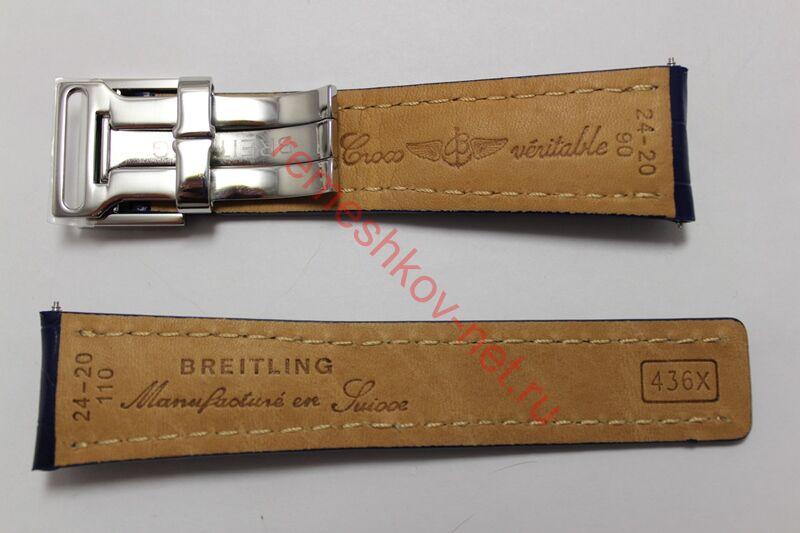 BREITLING
Croco véritable
24-20
90
24-20
110
BREITLING
Manufacturé en Suisse
436X
remeshkov-net.ru